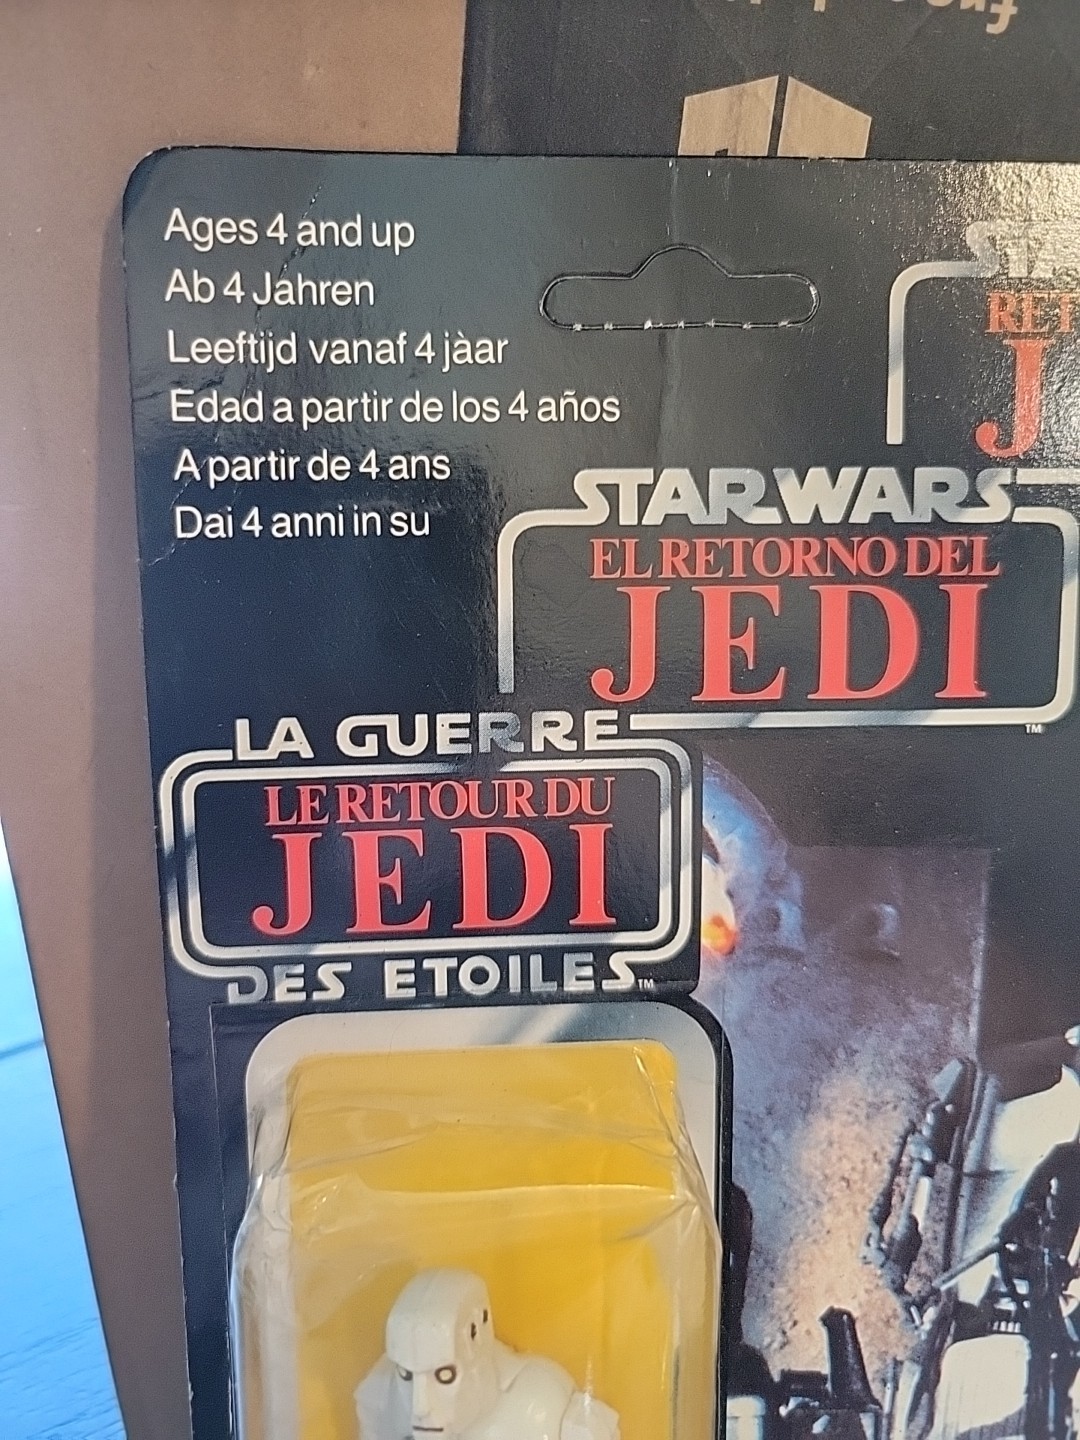 Ages 4 and up
Ab 4 Jahren
Leeftijd vanaf 4 jàar
Edad a partir de los 4 años
A partir de 4 ans
Dai 4 anni in su
J
STAR WARS
EL RETORNO DEL
JEDI
TM
LA GUERRE
LE RETOUR DU
JEDI
DES ETOILES
TM